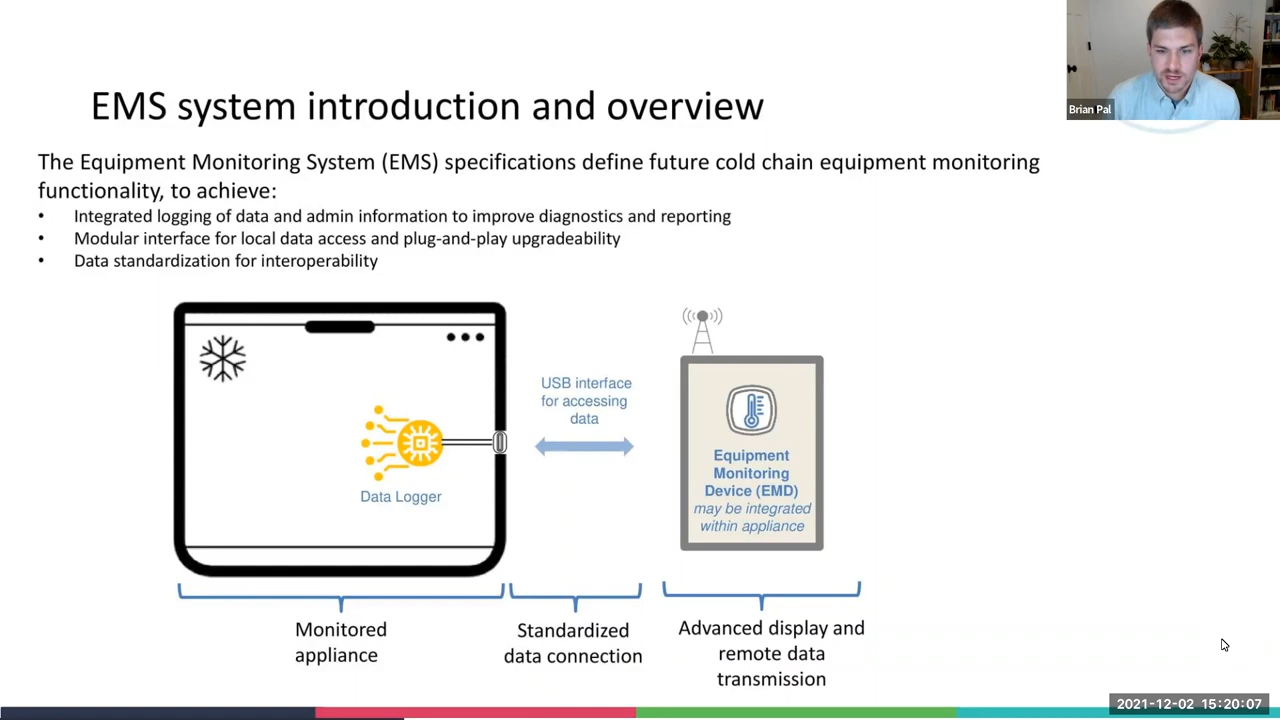 EMS system introduction and overview
Brian Pal
The Equipment Monitoring System (EMS) specifications define future cold chain equipment monitoring
functionality, to achieve:
• Integrated logging of data and admin information to improve diagnostics and reporting
• Modular interface for local data access and plug-and-play upgradeability
• Data standardization for interoperability
Data Logger
USB interface
for accessing
data
Equipment
Monitoring
Device (EMD)
may be integrated
within appliance
Monitored
appliance
Standardized
data connection
Advanced display and
remote data
transmission
2021-12-02 15:20:07